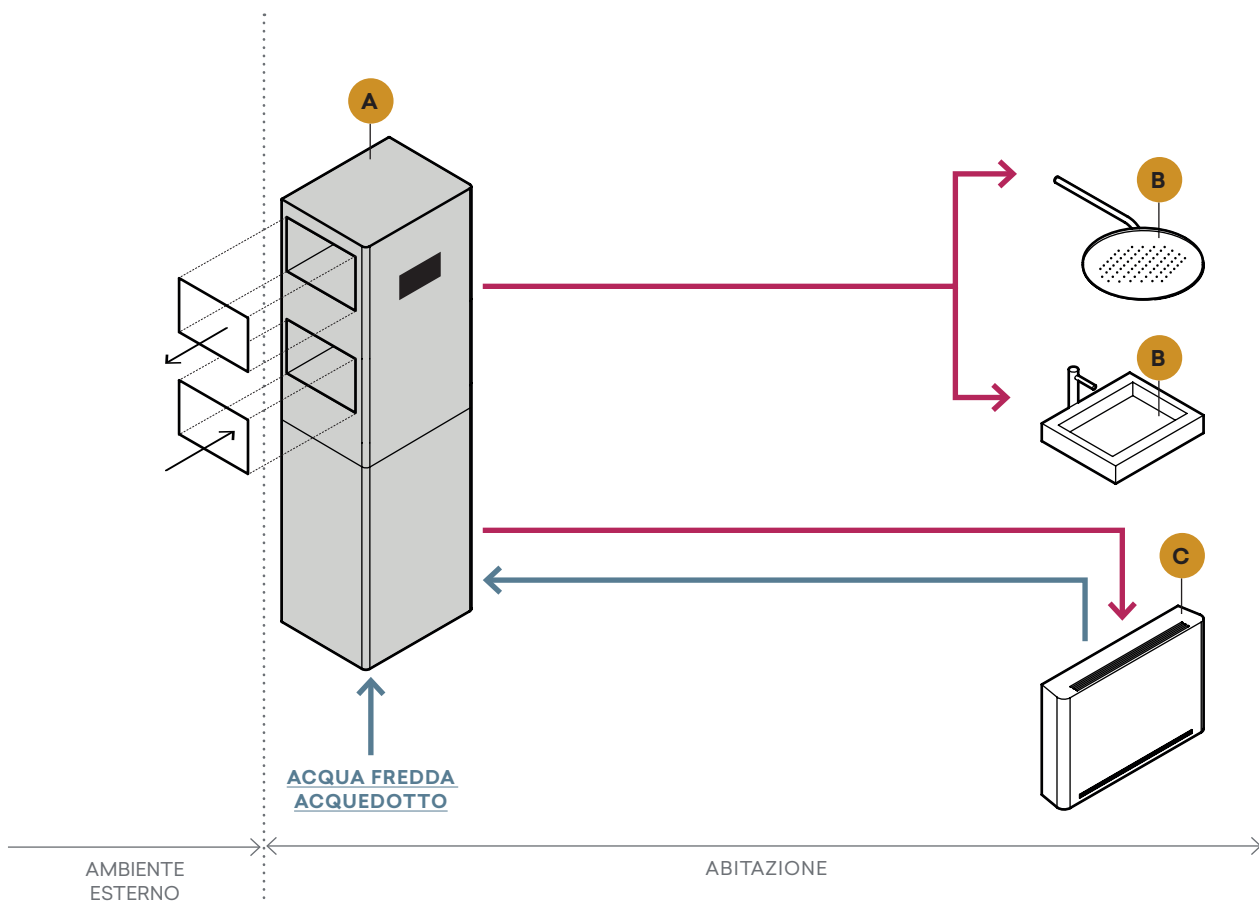 A
B
B
C
ACQUA FREDDA
ACQUEDOTTO
AMBIENTE
ESTERNO
ABITAZIONE